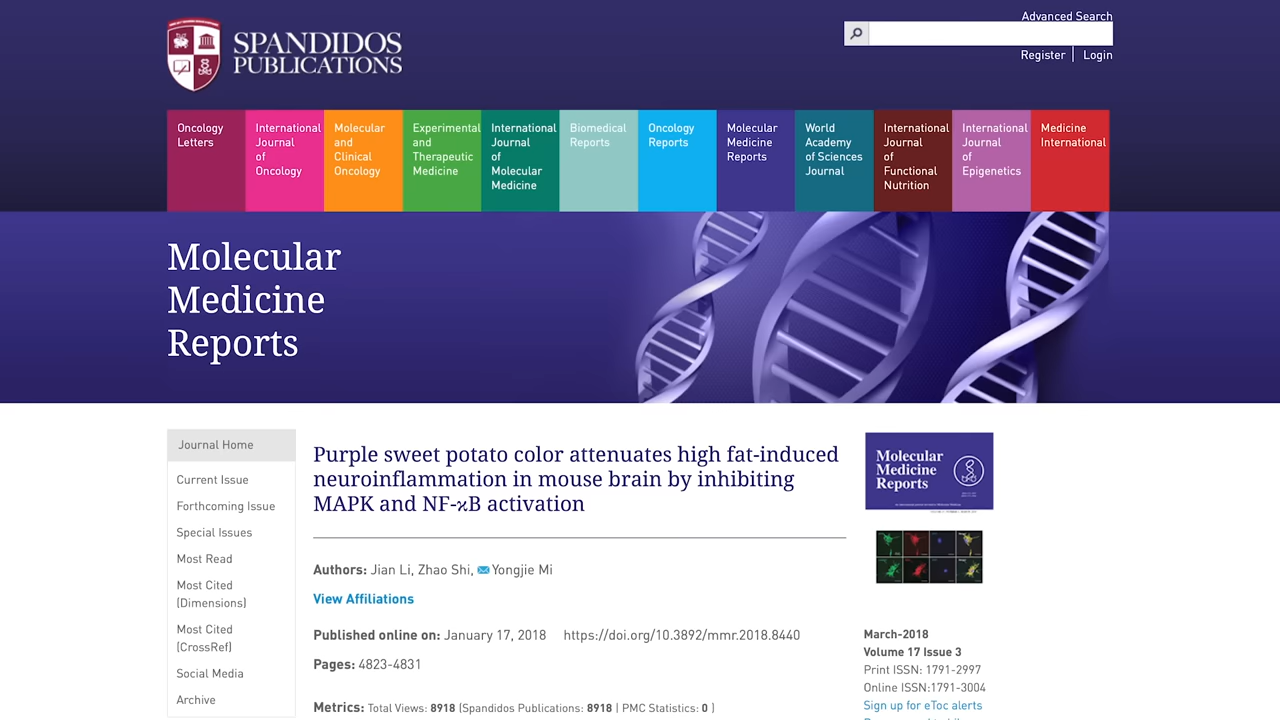 Advanced Search
SPANDIDOS
PUBLICATIONS
Register
Login
Oncology
Letters
International
Journal
of
Oncology
Molecular
and
Clinical
Oncology
Experimental
and
Therapeutic
Medicine
International
Journal
of
Molecular
Medicine
Biomedical
Reports
Oncology
Reports
Molecular
Medicine
Reports
World
Academy
of Sciences
Journal
International
Journal
of
Functional
Nutrition
International
Journal
of
Epigenetics
Medicine
International
Molecular
Medicine
Reports
Journal Home
Current Issue
Forthcoming Issue
Special Issues
Most Read
Most Cited
(Dimensions)
Most Cited
(CrossRef)
Social Media
Archive
Purple sweet potato color attenuates high fat-induced
neuroinflammation in mouse brain by inhibiting
MAPK and NF-ϰB activation
Authors: Jian Li, Zhao Shi, Yongjie Mi
View Affiliations
Published online on: January 17, 2018 https://doi.org/10.3892/mmr.2018.8440
Pages: 4823-4831
Metrics: Total Views: 8918 (Spandidos Publications: 8918 | PMC Statistics: 0 )
Molecular
Medicine
Reports
March-2018
Volume 17 Issue 3
Print ISSN: 1791-2997
Online ISSN:1791-3004
Sign up for eToc alerts